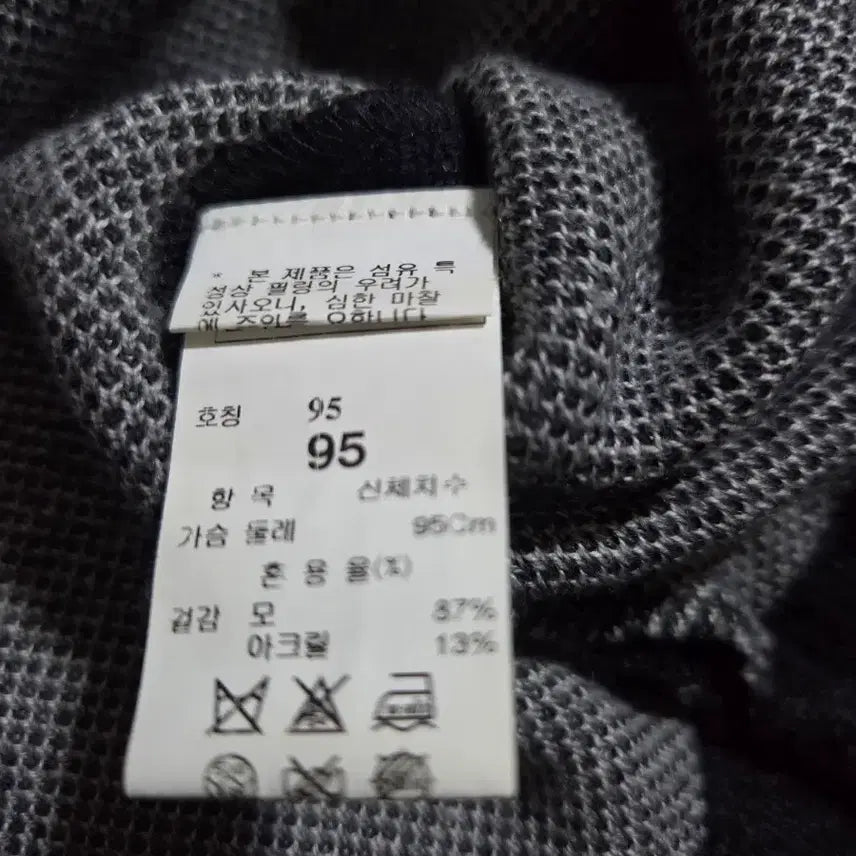 * 본 제품은 섬유 특
성상 필링의 우려가
있사오니, 심한 마찰
에 주의를 요합니다
호칭 95
95
항 목 신체치수
가슴 둘레 95Cm
혼 용 율(%)
겉감 모 87%
아크릴 13%